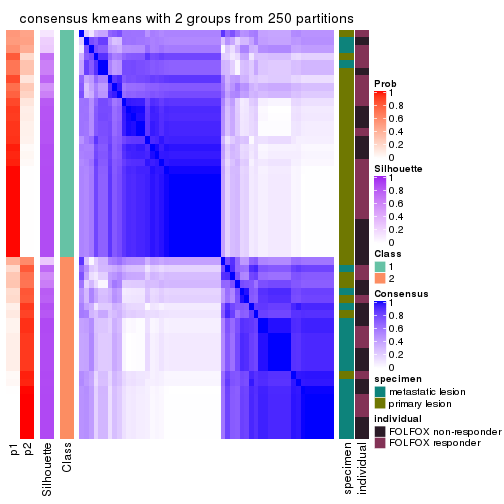 consensus kmeans with 2 groups from 250 partitions
Prob
1
0.8
0.6
0.4
0.2
0
Silhouette
1
0.8
0.6
0.4
0.2
0
Class
1
2
Consensus
1
0.8
0.6
0.4
0.2
0
specimen
metastatic lesion
primary lesion
individual
FOLFOX non-responder
FOLFOX responder
p1
p2
Silhouette
Class
specimen
individual